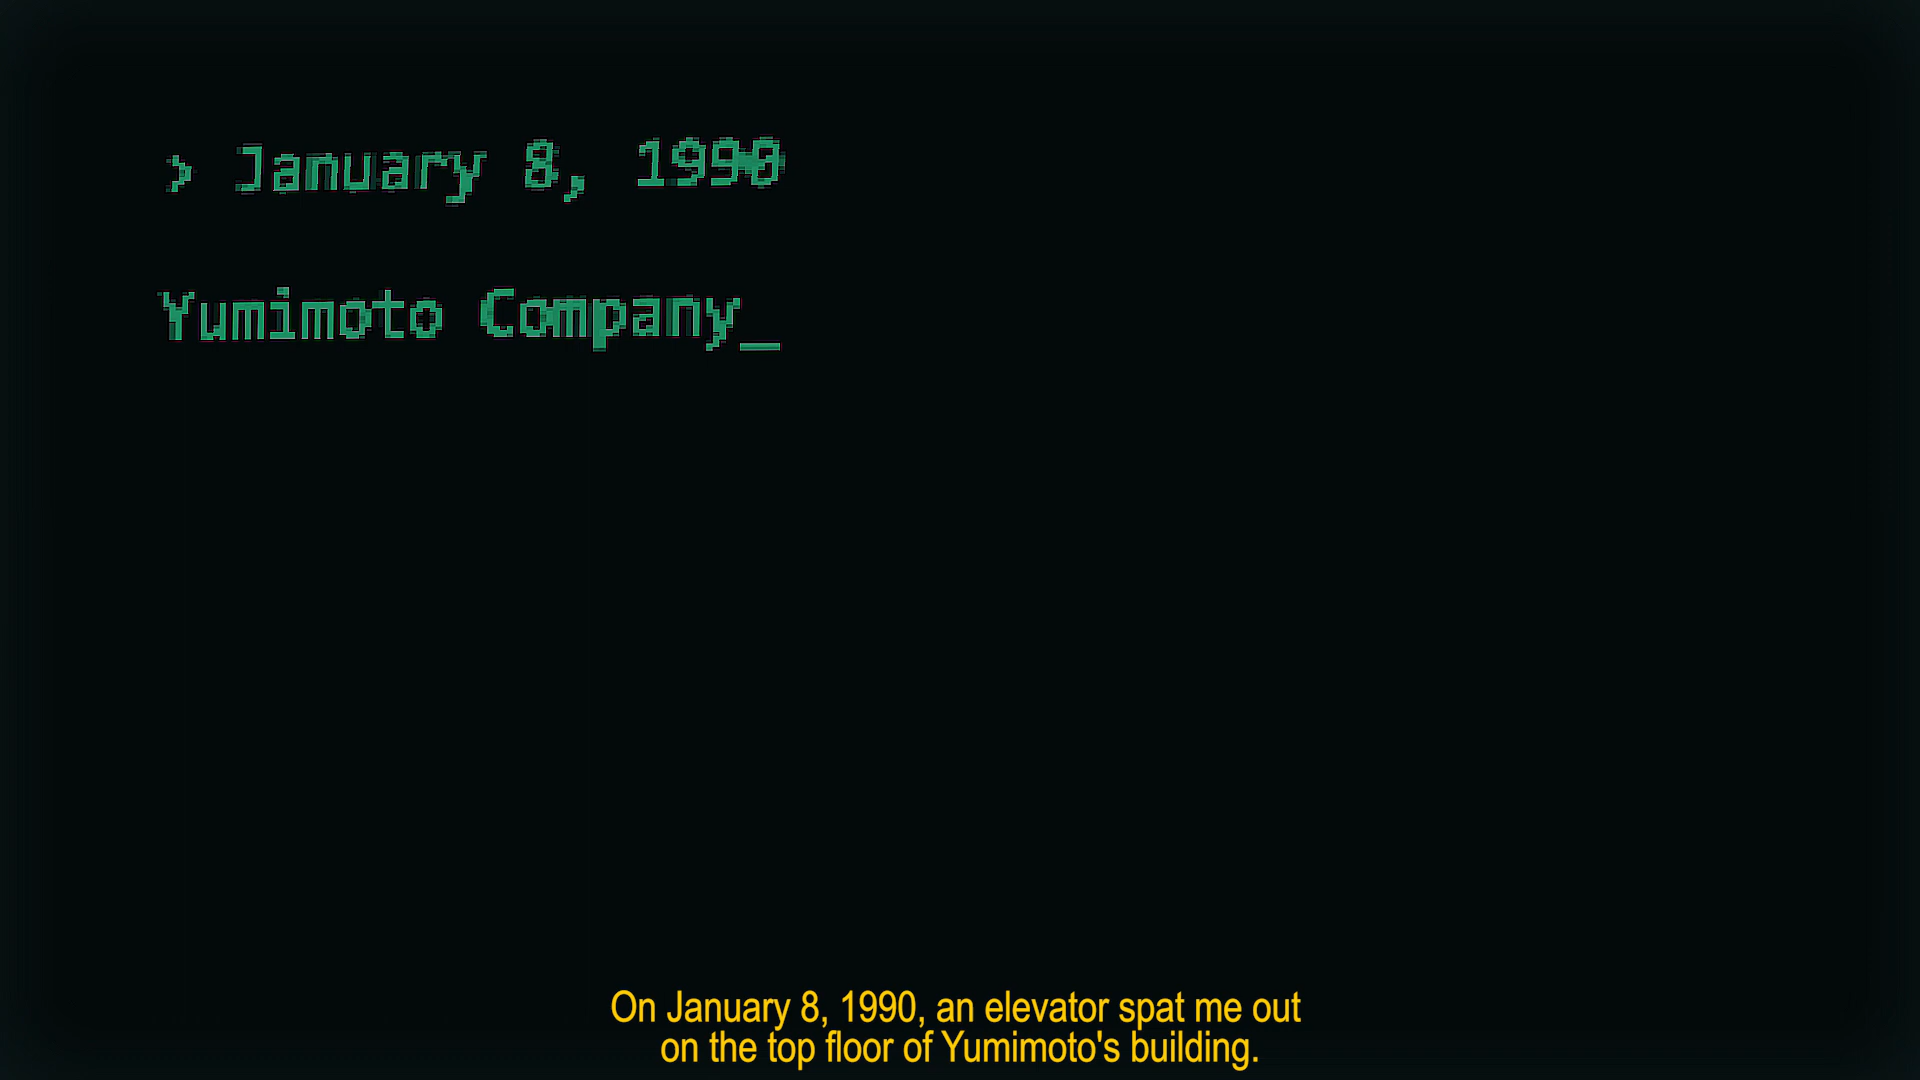 > January 8, 1990
Yumimoto Company_
On January 8, 1990, an elevator spat me out
on the top floor of Yumimoto's building.